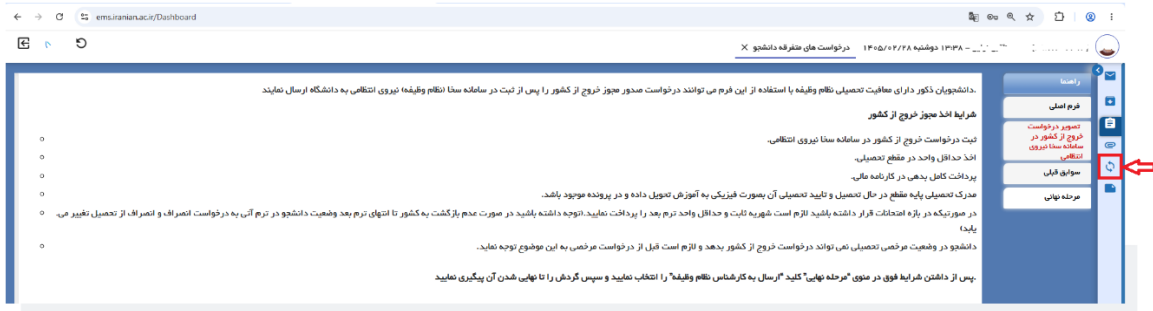 ems.iranian.ac.ir/Dashboard
۱۳:۳۸ دوشنبه ۱۴۰۵/۰۲/۲۸
درخواست های متفرقه دانشجو X
راهنما
فرم اصلی
تصویر درخواست
خروج از کشور در
سامانه سخا نیروی
انتظامی
سوابق قبلی
مرحله نهائی
.دانشجویان ذکور دارای معافیت تحصیلی نظام وظیفه با استفاده از این فرم می توانند درخواست صدور مجوز خروج از کشور را پس از ثبت در سامانه سخا (نظام وظیفه) نیروی انتظامی به دانشگاه ارسال نمایند
شرایط اخذ مجوز خروج از کشور
ثبت درخواست خروج از کشور در سامانه سخا نیروی انتظامی.
اخذ حداقل واحد در مقطع تحصیلی.
پرداخت کامل بدهی در کارنامه مالی.
مدرک تحصیلی پایه مقطع در حال تحصیل و تایید تحصیلی آن بصورت فیزیکی به آموزش تحویل داده و در پرونده موجود باشد.
در صورتیکه در بازه امتحانات قرار داشته باشید لازم است شهریه ثابت و حداقل واحد ترم بعد را پرداخت نمایید.(توجه داشته باشید در صورت عدم بازگشت به کشور تا انتهای ترم بعد وضعیت دانشجو در ترم آتی به درخواست انصراف و انصراف از تحصیل تغییر می.
یابد)
دانشجو در وضعیت مرخصی تحصیلی نمی تواند درخواست خروج از کشور بدهد و لازم است قبل از درخواست مرخصی به این موضوع توجه نماید.
.پس از داشتن شرایط فوق در منوی "مرحله نهایی" کلید "ارسال به کارشناس نظام وظیفه" را انتخاب نمایید و سپس گردش را تا نهایی شدن آن پیگیری نمایید